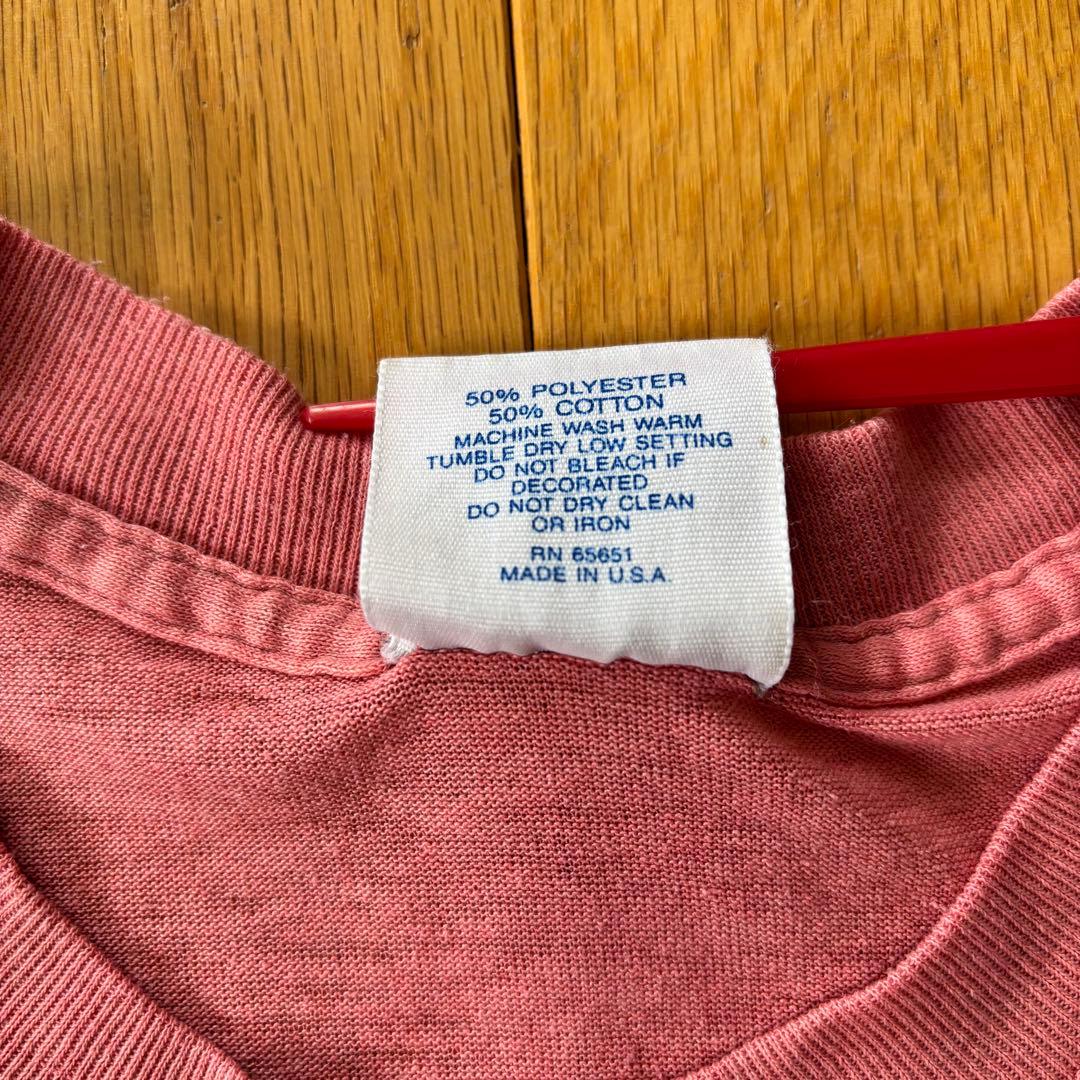 50% POLYESTER
50% COTTON
MACHINE WASH WARM
TUMBLE DRY LOW SETTING
DO NOT BLEACH IF
DECORATED
DO NOT DRY CLEAN
OR IRON
RN 65651
MADE IN U.S.A